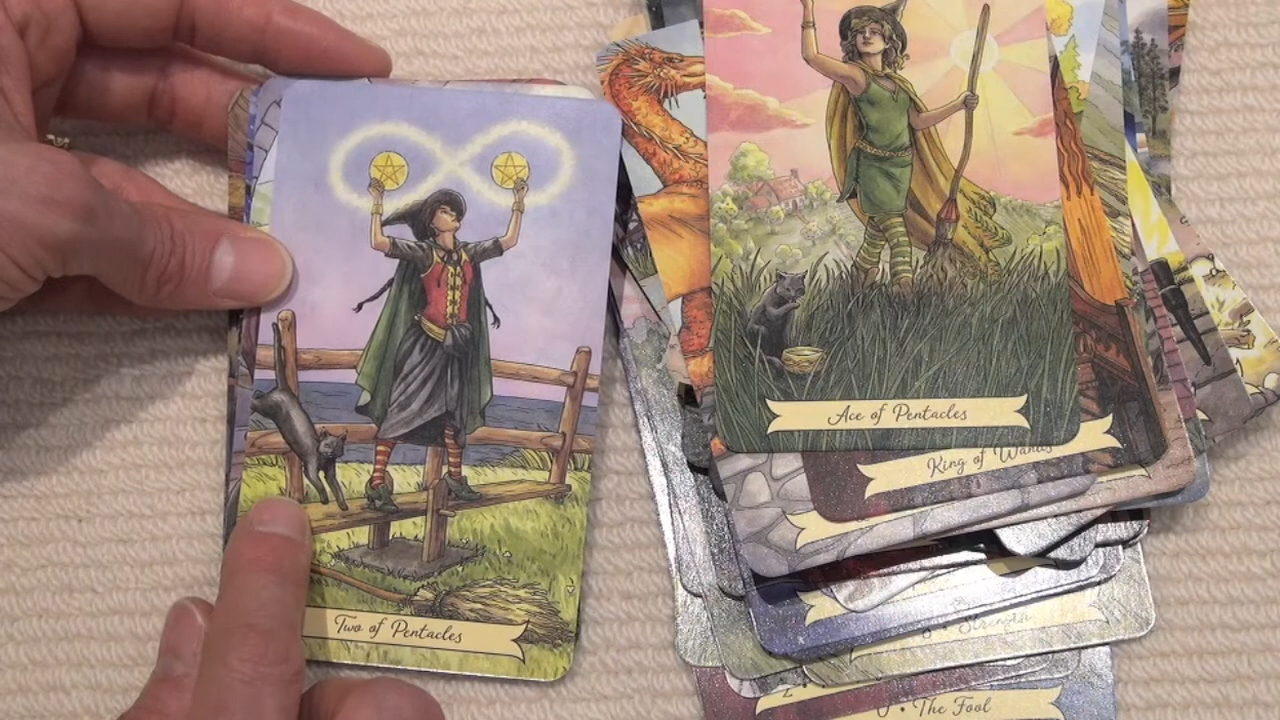 Two of Pentacles
Ace of Pentacles
King of Wands
Strength
The Fool